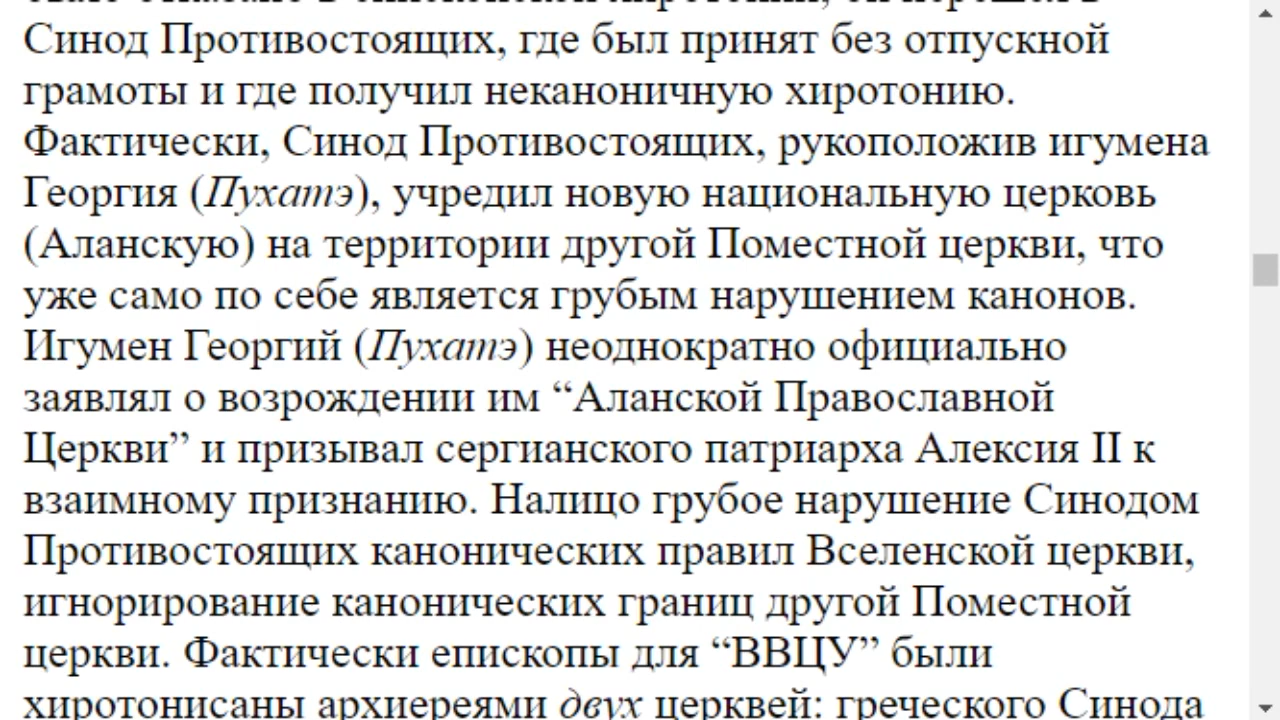 Синод Противостоящих, где был принят без отпускной
грамоты и где получил неканоничную хиротонию.
Фактически, Синод Противостоящих, рукоположив игумена
Георгия (Пухатэ), учредил новую национальную церковь
(Аланскую) на территории другой Поместной церкви, что
уже само по себе является грубым нарушением канонов.
Игумен Георгий (Пухатэ) неоднократно официально
заявлял о возрождении им “Аланской Православной
Церкви” и призывал сергианского патриарха Алексия II к
взаимному признанию. Налицо грубое нарушение Синодом
Противостоящих канонических правил Вселенской церкви,
игнорирование канонических границ другой Поместной
церкви. Фактически епископы для “ВВЦУ” были
хиротонисаны архиереями двух церквей: греческого Синода